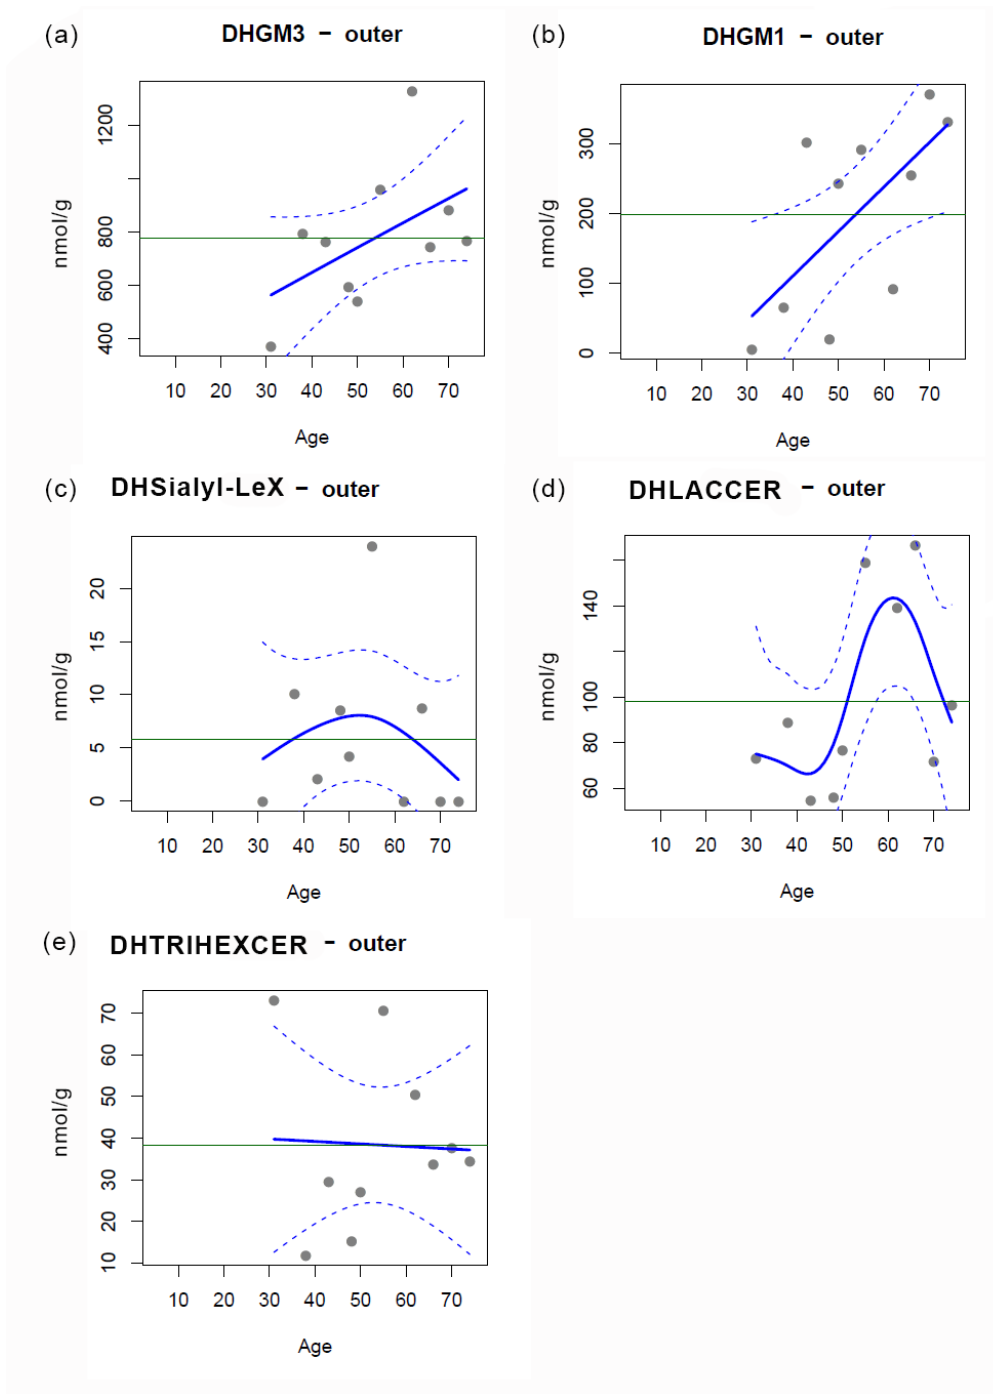 (a) DHGM3 – outer
nmol/g
400 600 800 1200
10 20 30 40 50 60 70
Age
(b) DHGM1 – outer
nmol/g
0 100 200 300
10 20 30 40 50 60 70
Age
(c) DHSialyl-LeX – outer
nmol/g
0 5 10 15 20
10 20 30 40 50 60 70
Age
(d) DHLACCER – outer
nmol/g
60 80 100 140
10 20 30 40 50 60 70
Age
(e) DHTRIHEXCER – outer
nmol/g
10 20 30 40 50 60 70
10 20 30 40 50 60 70
Age